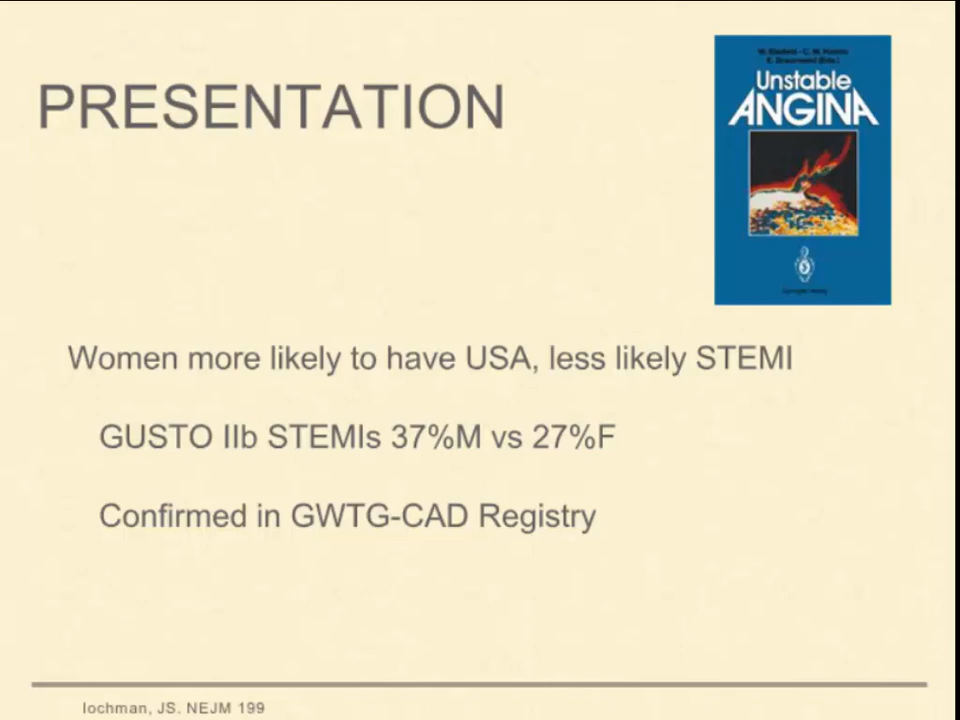 PRESENTATION
Unstable
ANGINA
Women more likely to have USA, less likely STEMI
GUSTO IIb STEMIs 37%M vs 27%F
Confirmed in GWTG-CAD Registry
lochman, JS. NEJM 199